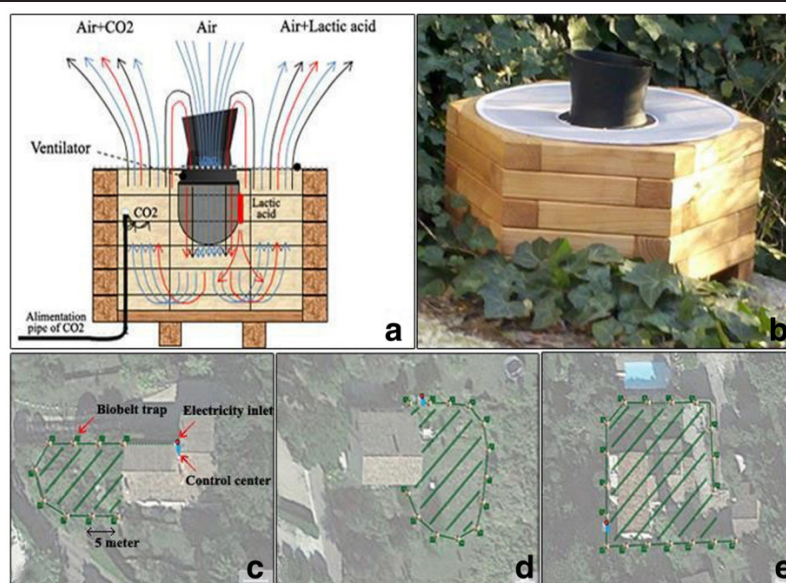 Air+CO2 Air Air+Lactic acid
Ventilator
CO2
Lactic
acid
Alimentation
pipe of CO2
a
b
Biobelt trap
Electricity inlet
Control center
5 meter
c
d
e